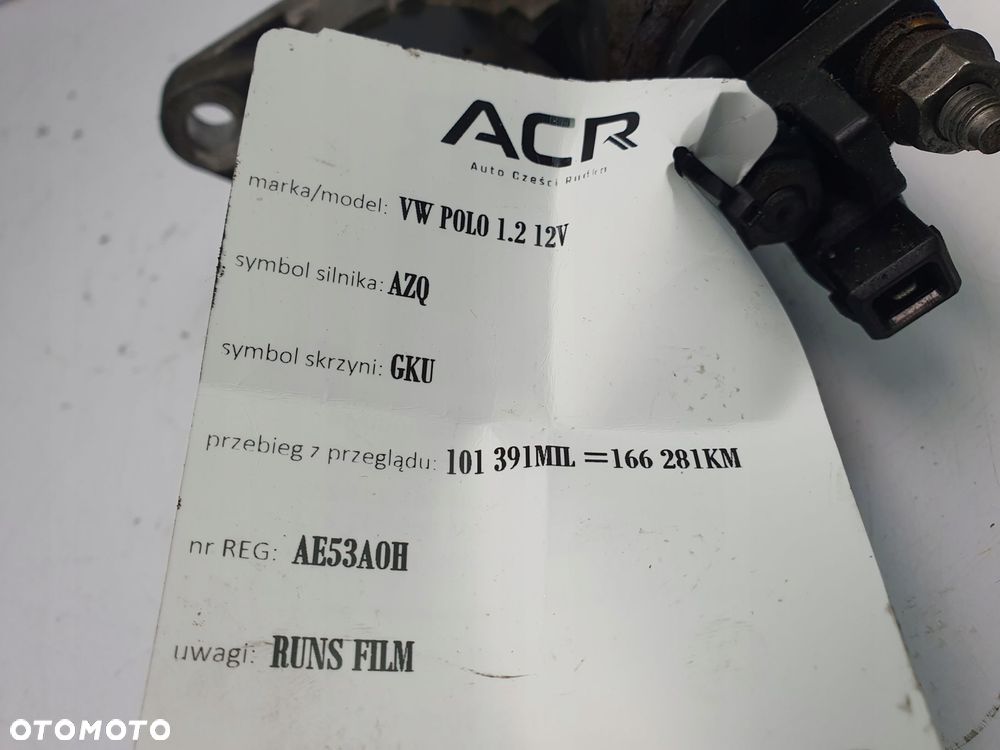 ACR
Auto Części Rudien
marka/model: VW POLO 1.2 12V
symbol silnika: AZQ
symbol skrzyni: GKU
przebieg z przeglądu: 101 391MIL =166 281KM
nr REG: AE53AOH
uwagi: RUNS FILM
OTOMOTO